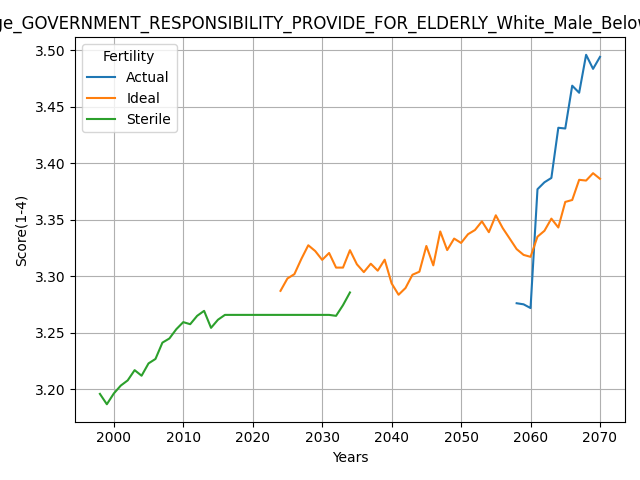 ge_GOVERNMENT_RESPONSIBILITY_PROVIDE_FOR_ELDERLY_White_Male_Below
Fertility
Actual
Ideal
Sterile
3.50
3.45
3.40
3.35
3.30
3.25
3.20
Score(1-4)
2000 2010 2020 2030 2040 2050 2060 2070
Years